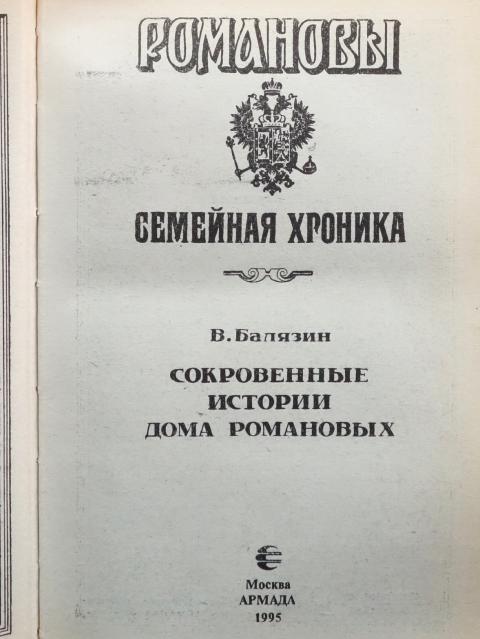 РОМАНОВЫ
СЕМЕЙНАЯ ХРОНИКА
В. Балязин
СОКРОВЕННЫЕ
ИСТОРИИ
ДОМА РОМАНОВЫХ
Москва
АРМАДА
1995